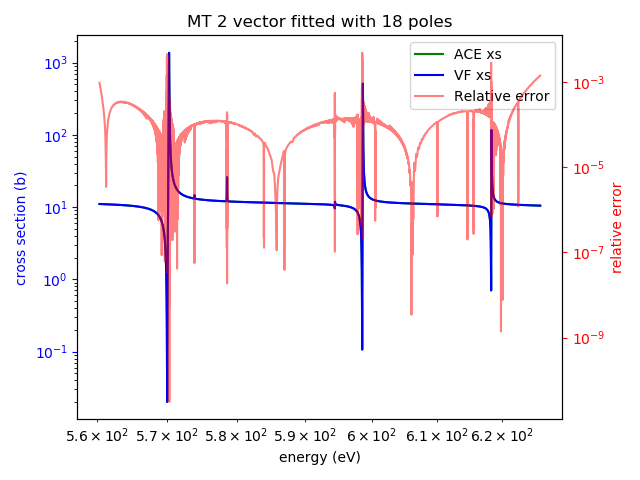 MT 2 vector fitted with 18 poles
ACE xs
VF xs
Relative error
10³
10²
10¹
10⁰
10⁻¹
cross section (b)
10⁻³
10⁻⁵
10⁻⁷
10⁻⁹
relative error
5.6 × 10² 5.7 × 10² 5.8 × 10² 5.9 × 10² 6 × 10² 6.1 × 10² 6.2 × 10²
energy (eV)